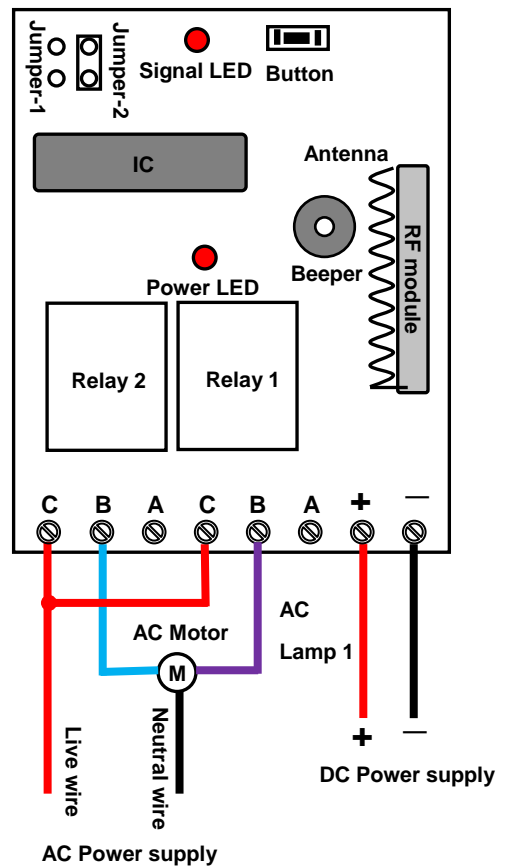 Jumper-1
Jumper-2
Signal LED
Button
IC
Antenna
RF module
Beeper
Power LED
Relay 2
Relay 1
C B A C B A + —
AC Motor
AC
Lamp 1
M
Live wire
Neutral wire
+ —
DC Power supply
AC Power supply